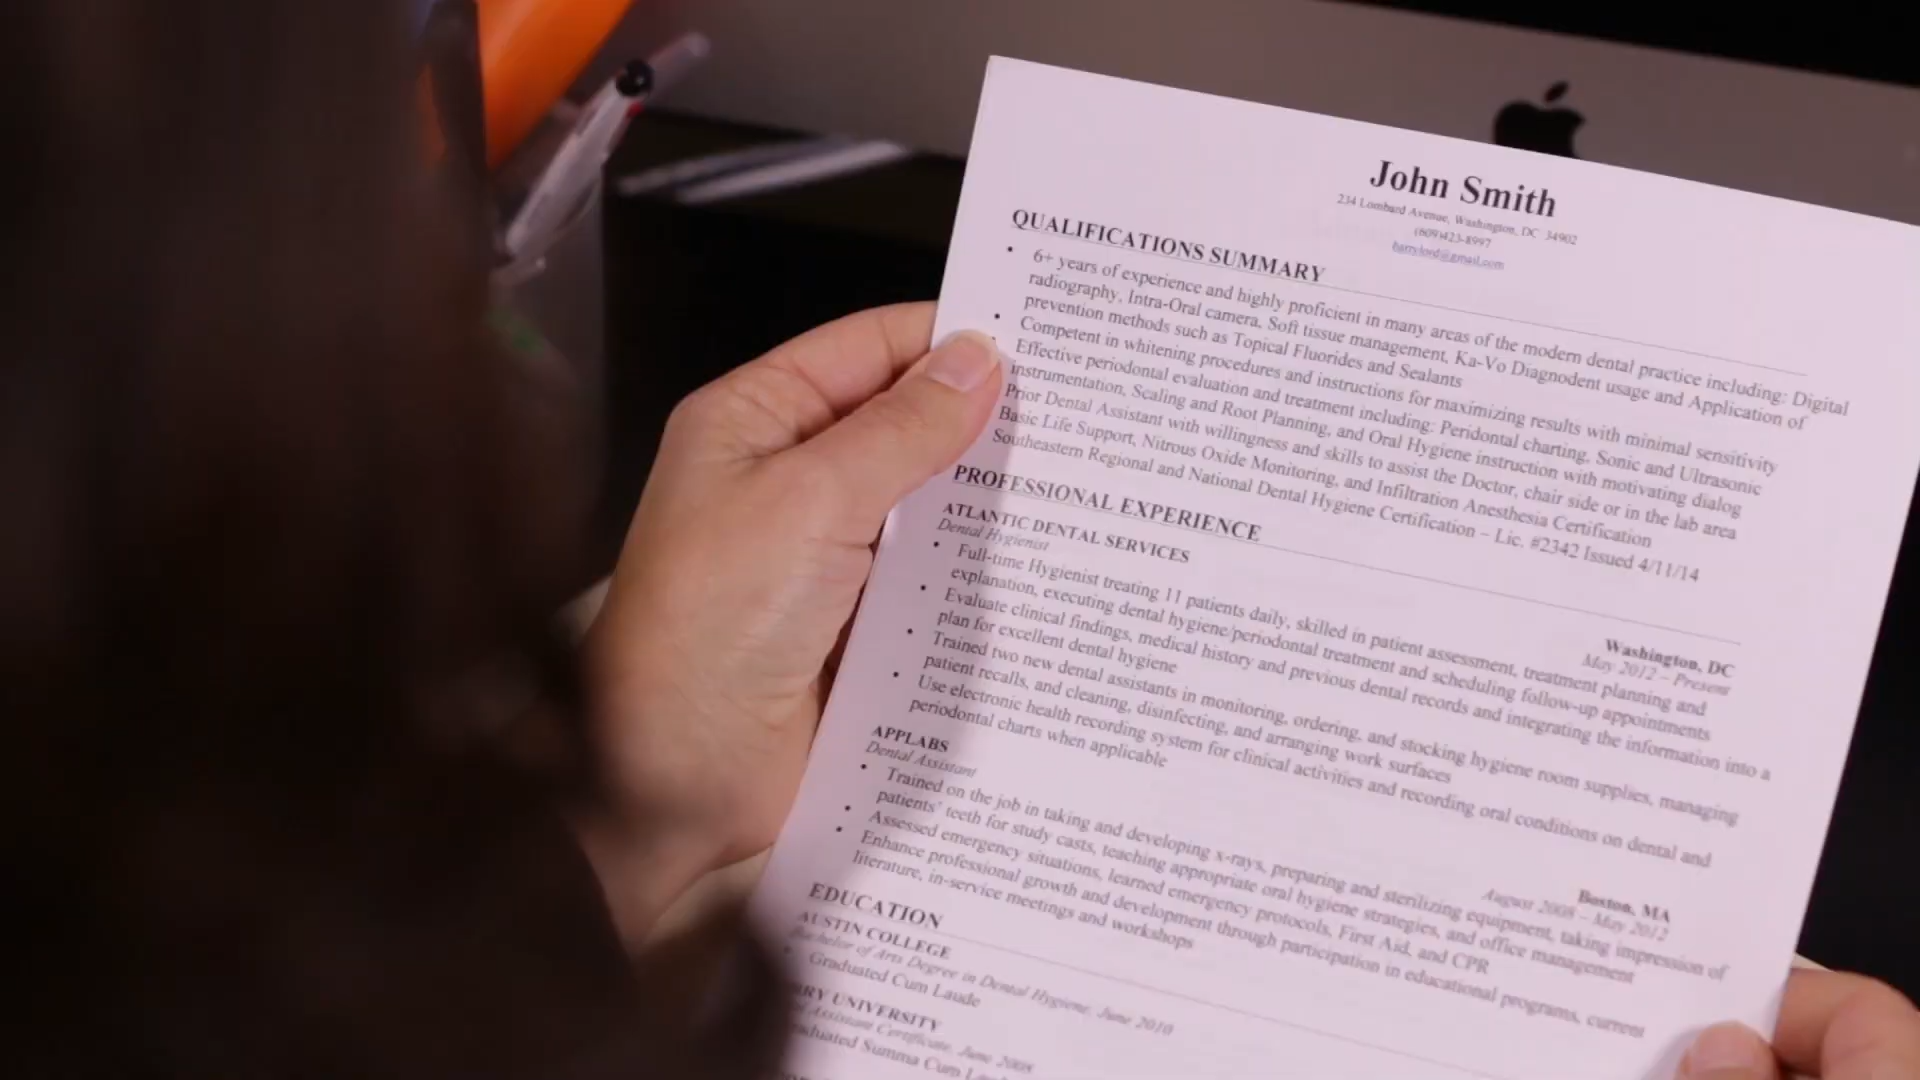 John Smith
234 Lombard Avenue, Washington, DC 34902
(609)423-8997
harrylord@gmail.com
QUALIFICATIONS SUMMARY
• 6+ years of experience and highly proficient in many areas of the modern dental practice including: Digital
radiography, Intra-Oral camera, Soft tissue management, Ka-Vo Diagnodent usage and Application of
prevention methods such as Topical Fluorides and Sealants
• Competent in whitening procedures and instructions for maximizing results with minimal sensitivity
Effective periodontal evaluation and treatment including: Peridontal charting, Sonic and Ultrasonic
instrumentation, Scaling and Root Planning, and Oral Hygiene instruction with motivating dialog
Prior Dental Assistant with willingness and skills to assist the Doctor, chair side or in the lab area
Basic Life Support, Nitrous Oxide Monitoring, and Infiltration Anesthesia Certification
Southeastern Regional and National Dental Hygiene Certification – Lic. #2342 Issued 4/11/14
PROFESSIONAL EXPERIENCE
ATLANTIC DENTAL SERVICES Washington, DC
Dental Hygienist May 2012 – Present
• Full-time Hygienist treating 11 patients daily, skilled in patient assessment, treatment planning and
explanation, executing dental hygiene/periodontal treatment and scheduling follow-up appointments
• Evaluate clinical findings, medical history and previous dental records and integrating the information into a
plan for excellent dental hygiene
• Trained two new dental assistants in monitoring, ordering, and stocking hygiene room supplies, managing
patient recalls, and cleaning, disinfecting, and arranging work surfaces
• Use electronic health recording system for clinical activities and recording oral conditions on dental and
periodontal charts when applicable
APPLABS Boston, MA
Dental Assistant August 2008 – May 2012
• Trained on the job in taking and developing x-rays, preparing and sterilizing equipment, taking impression of
patients' teeth for study casts, teaching appropriate oral hygiene strategies, and office management
• Assessed emergency situations, learned emergency protocols, First Aid, and CPR
• Enhance professional growth and development through participation in educational programs, current
literature, in-service meetings and workshops
EDUCATION
AUSTIN COLLEGE
Bachelor of Arts Degree in Dental Hygiene, June 2010
• Graduated Cum Laude
UNIVERSITY
Assistant Certificate, June 2008
Summa Cum